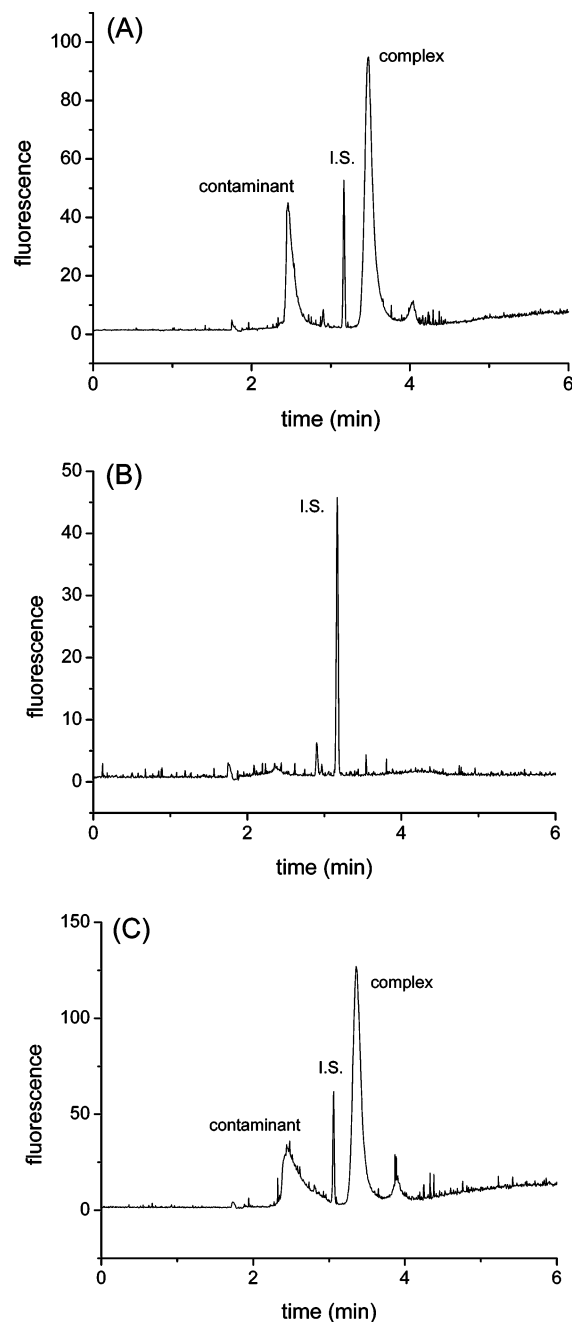 (A)
100
complex
80
I.S.
60
contaminant
40
20
0
fluorescence
0 2 4 6
time (min)
(B)
50
I.S.
40
30
20
10
0
fluorescence
0 2 4 6
time (min)
(C)
150
complex
100
I.S.
50
contaminant
0
fluorescence
0 2 4 6
time (min)